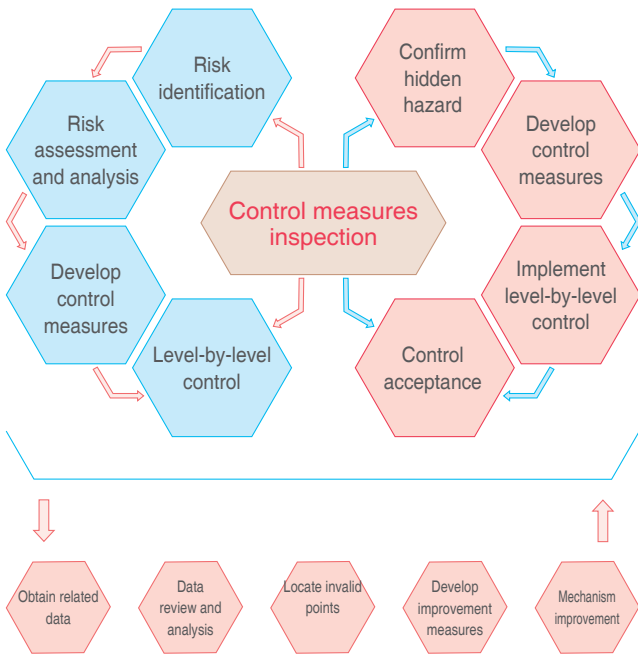 Risk
identification
Confirm
hidden
hazard
Risk
assessment
and analysis
Develop
control
measures
Control measures
inspection
Develop
control
measures
Implement
level-by-level
control
Level-by-level
control
Control
acceptance
Obtain related
data
Data
review and
analysis
Locate invalid
points
Develop
improvement
measures
Mechanism
improvement